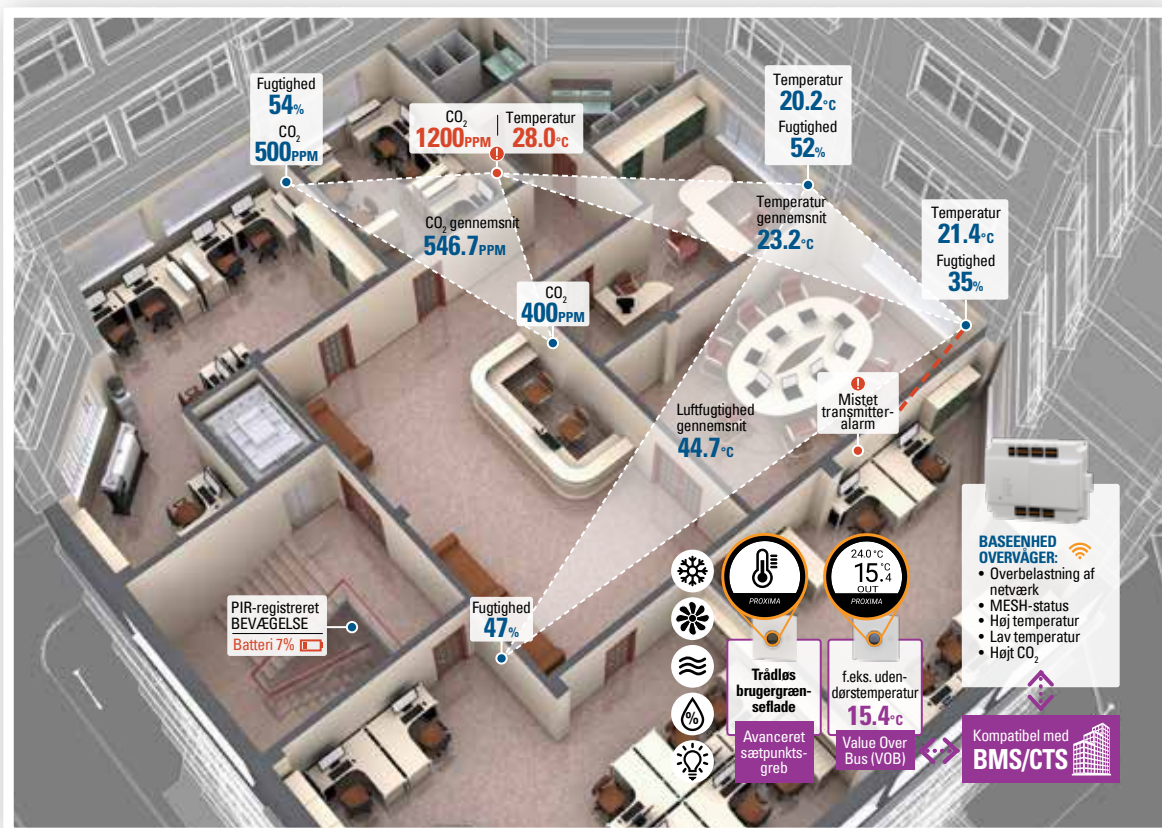 Fugtighed
54%
CO₂
500PPM
CO₂
1200PPM
Temperatur
28.0°C
Temperatur
20.2°C
Fugtighed
52%
CO₂ gennemsnit
546.7PPM
Temperatur
gennemsnit
23.2°C
Temperatur
21.4°C
Fugtighed
35%
CO₂
400PPM
Mistet
transmitter-
alarm
Luftfugtighed
gennemsnit
44.7°C
PIR-registreret
BEVÆGELSE
Batteri 7%
Fugtighed
47%
%
PROXIMA
Trådløs
brugergræn-
seflade
Avanceret
sætpunkts-
greb
24.0 °C
15.4 °C
OUT
PROXIMA
f.eks. uden-
dørstemperatur
15.4°C
Value Over
Bus (VOB)
BASEENHED
OVERVÅGER:
• Overbelastning af
netværk
• MESH-status
• Høj temperatur
• Lav temperatur
• Højt CO₂
Kompatibel med
BMS/CTS